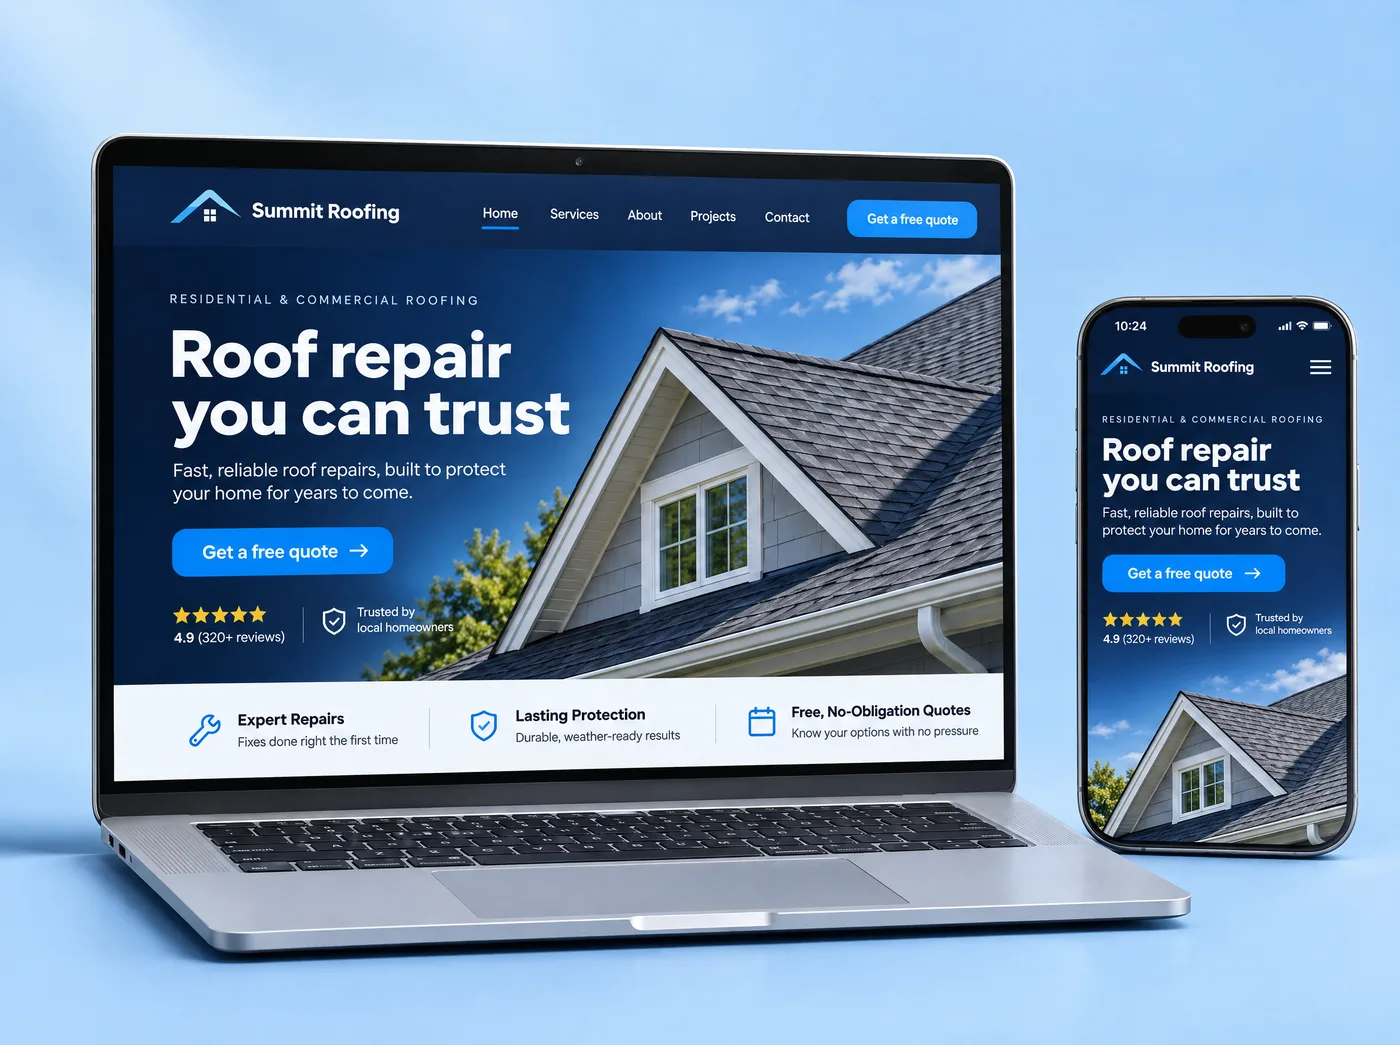 Summit Roofing
Home
Services
About
Projects
Contact
Get a free quote
RESIDENTIAL & COMMERCIAL ROOFING
Roof repair
you can trust
Fast, reliable roof repairs, built to protect
your home for years to come.
Get a free quote →
4.9 (320+ reviews)
Trusted by
local homeowners
Expert Repairs
Fixes done right the first time
Lasting Protection
Durable, weather-ready results
Free, No-Obligation Quotes
Know your options with no pressure
10:24
Summit Roofing
RESIDENTIAL & COMMERCIAL ROOFING
Roof repair
you can trust
Fast, reliable roof repairs, built to
protect your home for years to come.
Get a free quote →
4.9 (320+ reviews)
Trusted by
local homeowners